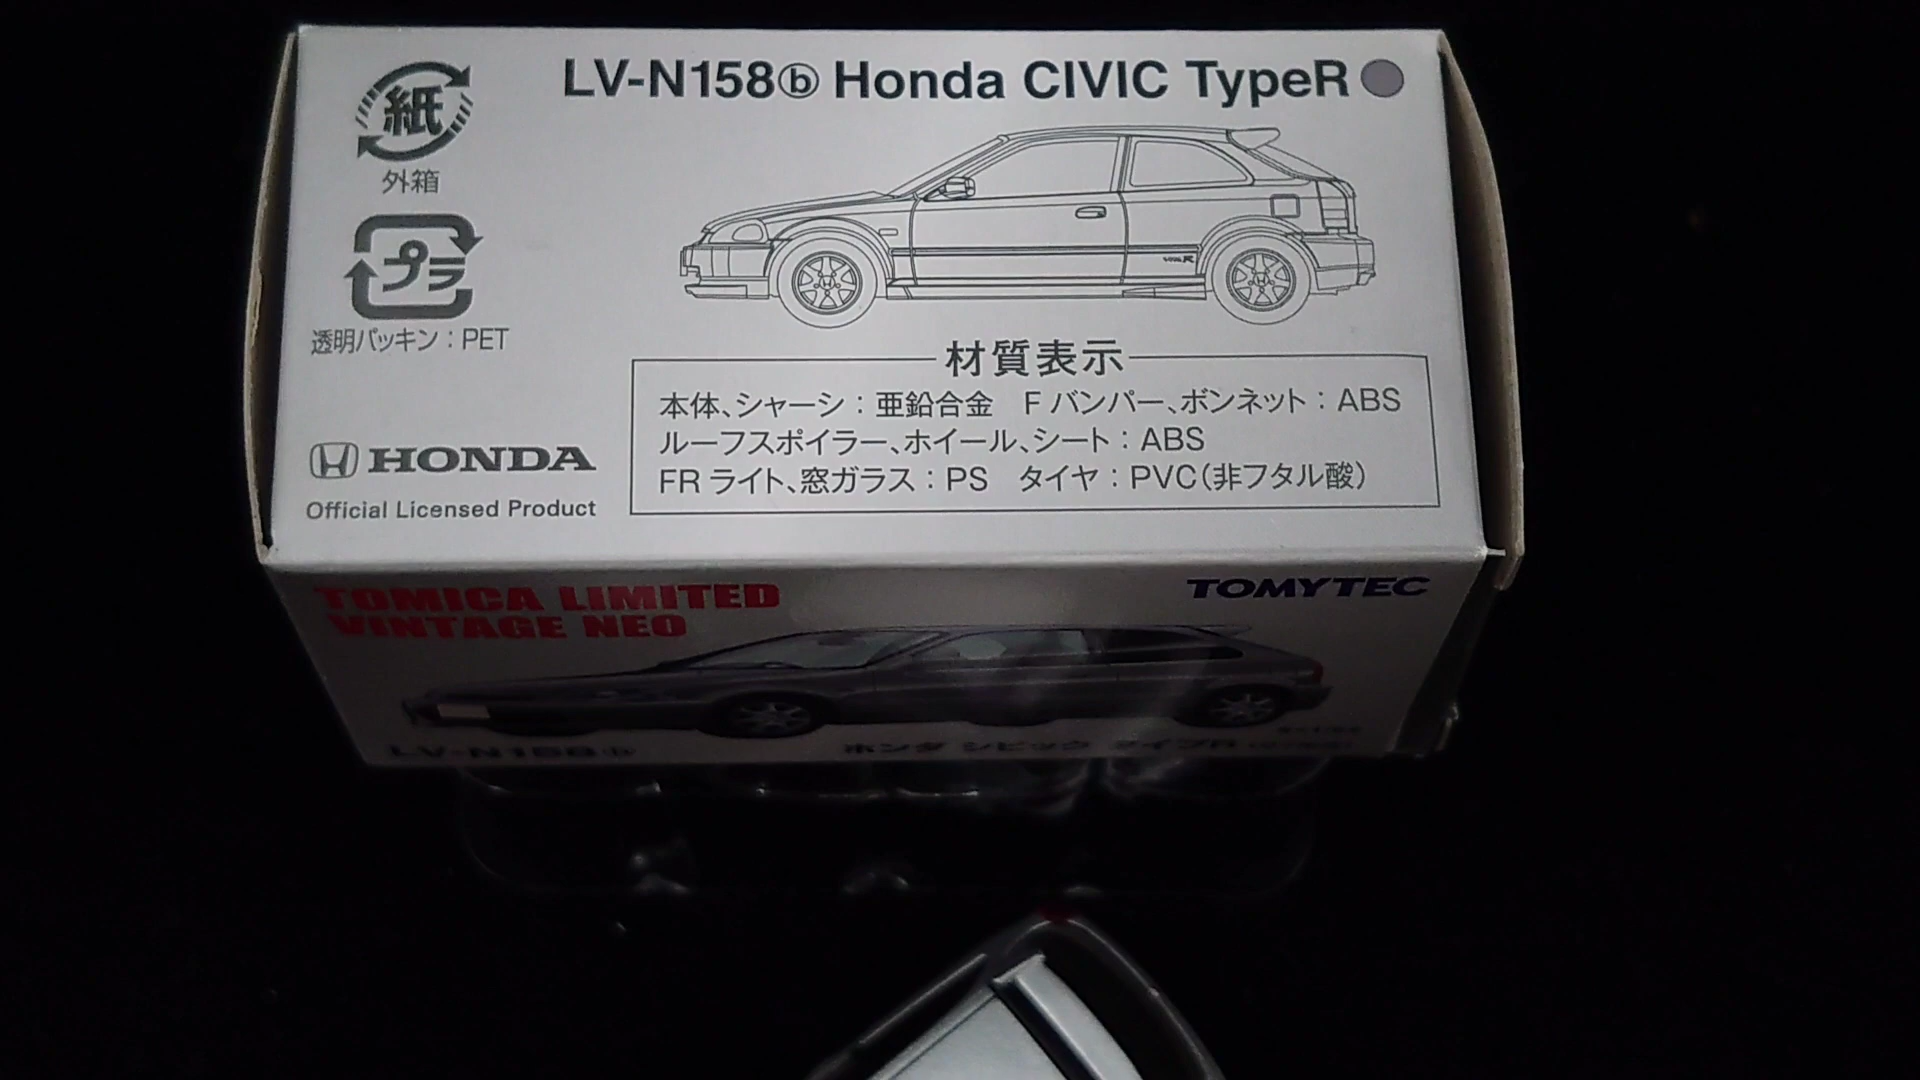 LV-N158ⓑ Honda CIVIC TypeR
紙
外箱
プラ
透明パッキン：PET
材質表示
本体、シャーシ：亜鉛合金 Fバンパー、ボンネット：ABS
ルーフスポイラー、ホイール、シート：ABS
FRライト、窓ガラス：PS タイヤ：PVC(非フタル酸)
HONDA
Official Licensed Product
TOMICA LIMITED
VINTAGE NEO
TOMYTEC
LV-N158ⓑ
ホンダ シビック タイプR